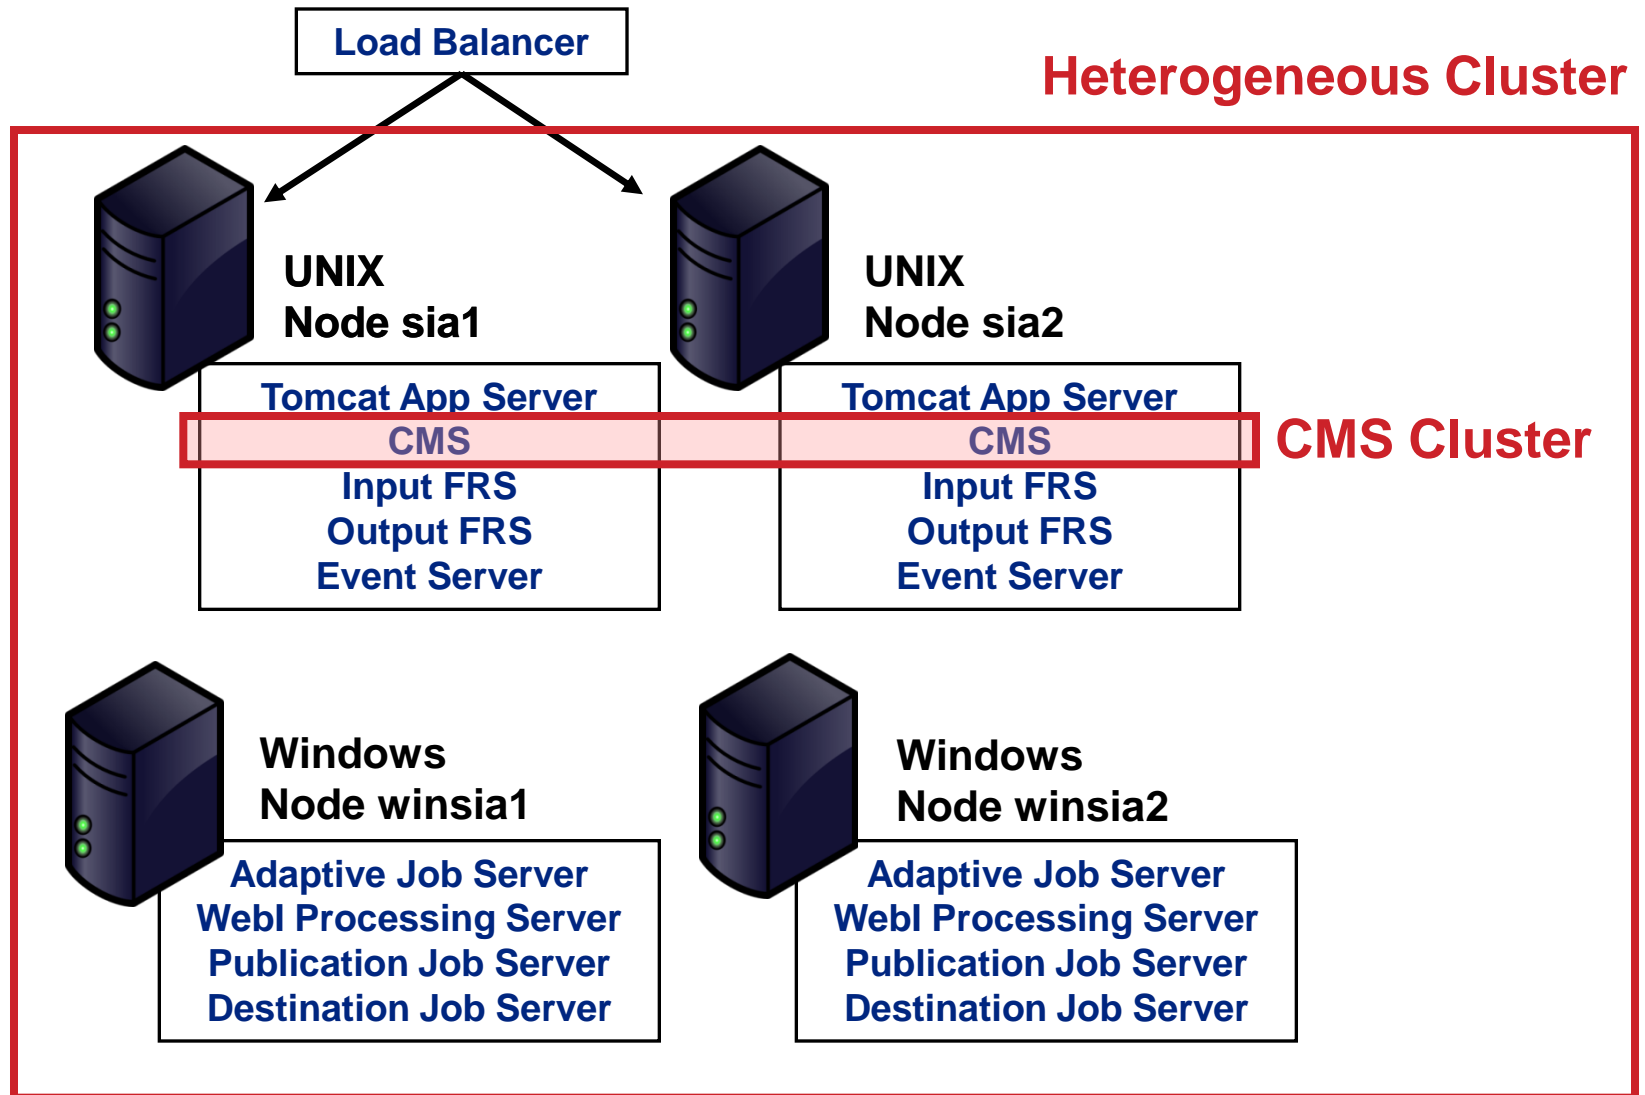 Load Balancer
Heterogeneous Cluster
UNIX
Node sia1
UNIX
Node sia2
Tomcat App Server
CMS
Input FRS
Output FRS
Event Server
Tomcat App Server
CMS
Input FRS
Output FRS
Event Server
CMS Cluster
Windows
Node winsia1
Windows
Node winsia2
Adaptive Job Server
WebI Processing Server
Publication Job Server
Destination Job Server
Adaptive Job Server
WebI Processing Server
Publication Job Server
Destination Job Server